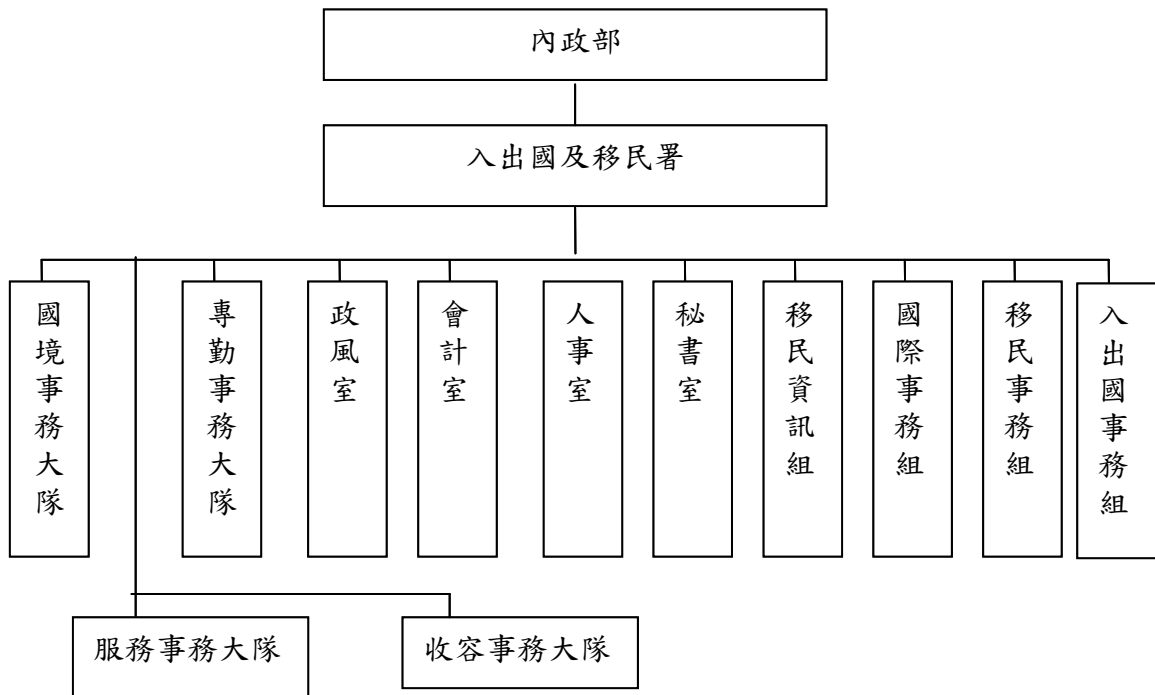 內政部
入出國及移民署
國境事務大隊
專勤事務大隊
政風室
會計室
人事室
秘書室
移民資訊組
國際事務組
移民事務組
入出國事務組
服務事務大隊
收容事務大隊